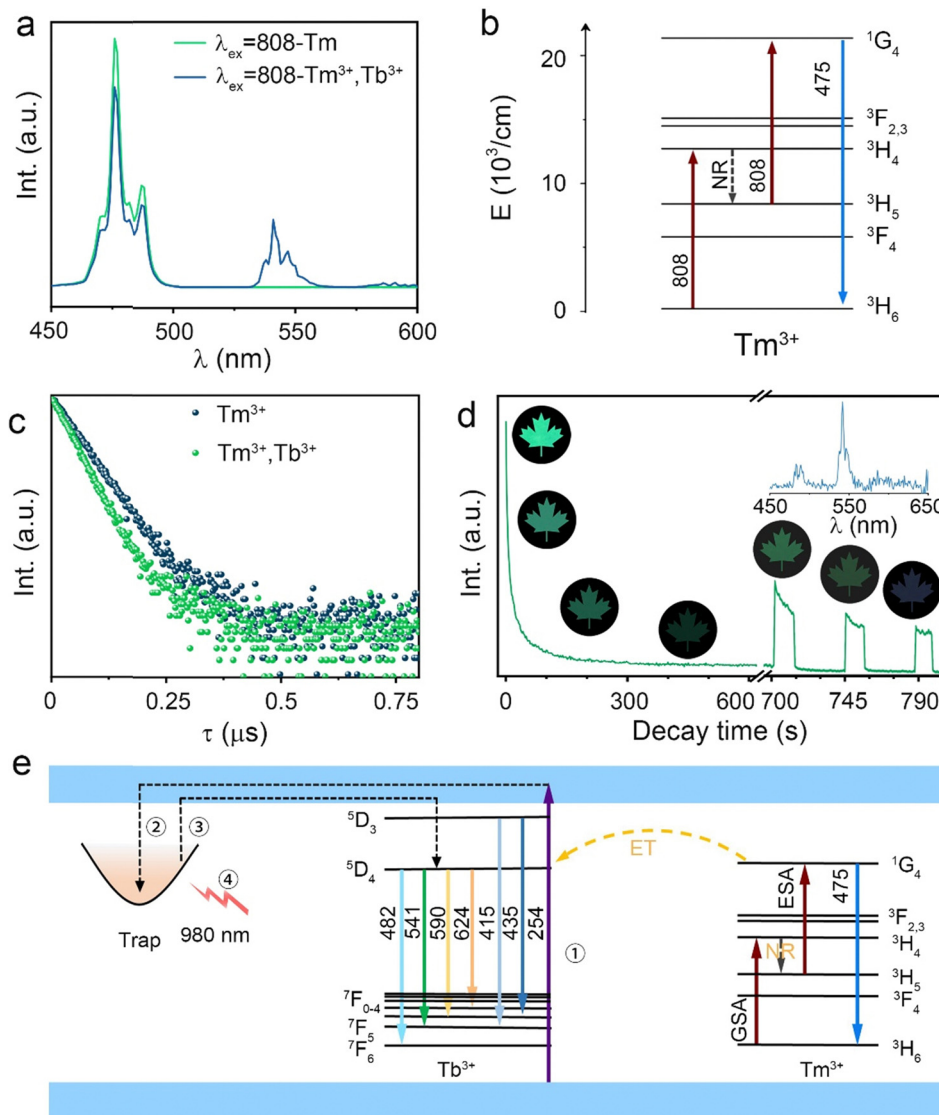 a
λex=808-Tm
λex=808-Tm³⁺,Tb³⁺
Int. (a.u.)
450 500 550 600
λ (nm)
b
E (10³/cm)
20
10
0
¹G₄
³F₂,₃
³H₄
³H₅
³F₄
³H₆
808
NR
808
475
Tm³⁺
c
Tm³⁺
Tm³⁺,Tb³⁺
Int. (a.u.)
0 0.25 0.5 0.75
τ (μs)
d
Int. (a.u.)
450 550 650
λ (nm)
0 300 600 700 745 790
Decay time (s)
e
② ③
④
Trap
980 nm
⁵D₃
⁵D₄
482
541
590
624
415
435
254
①
⁷F₀₋₄
⁷F₅
⁷F₆
Tb³⁺
ET
¹G₄
³F₂,₃
³H₄
³H₅
³F₄
³H₆
GSA
NR
ESA
475
Tm³⁺